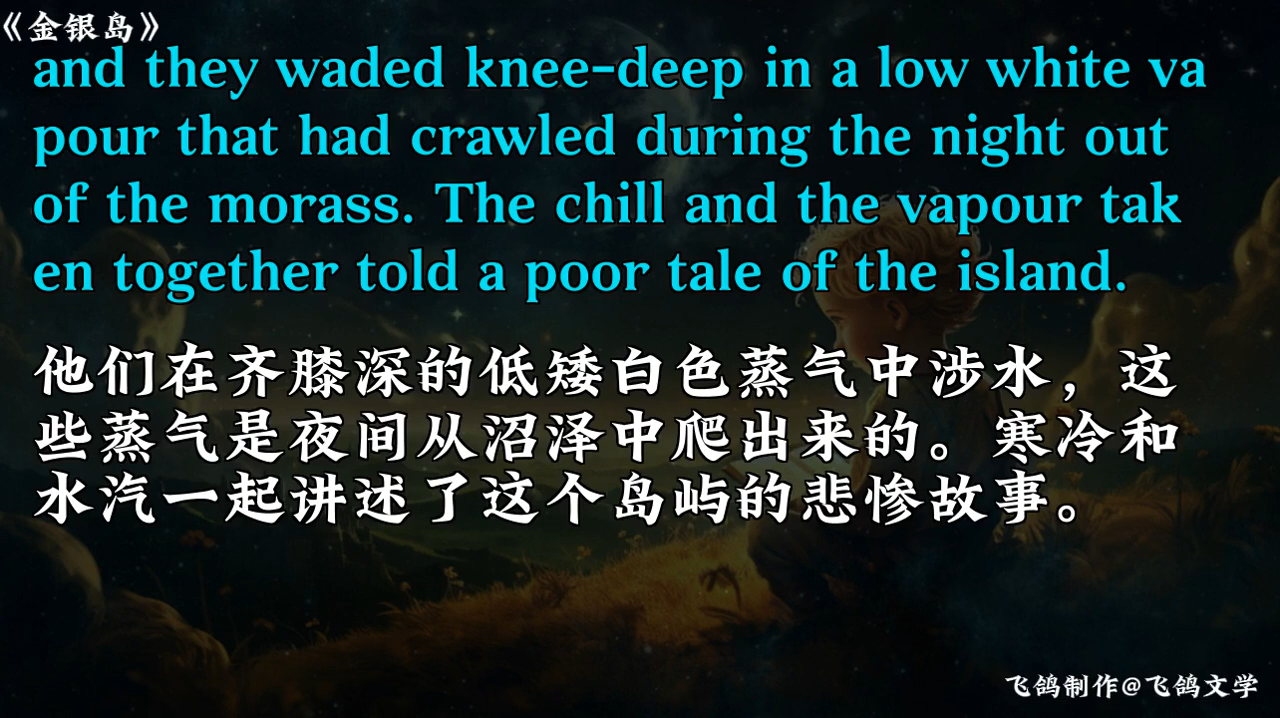 《金银岛》
and they waded knee-deep in a low white va
pour that had crawled during the night out
of the morass. The chill and the vapour tak
en together told a poor tale of the island.
他们在齐膝深的低矮白色蒸气中涉水，这
些蒸气是夜间从沼泽中爬出来的。寒冷和
水汽一起讲述了这个岛屿的悲惨故事。
飞鸽制作@飞鸽文学